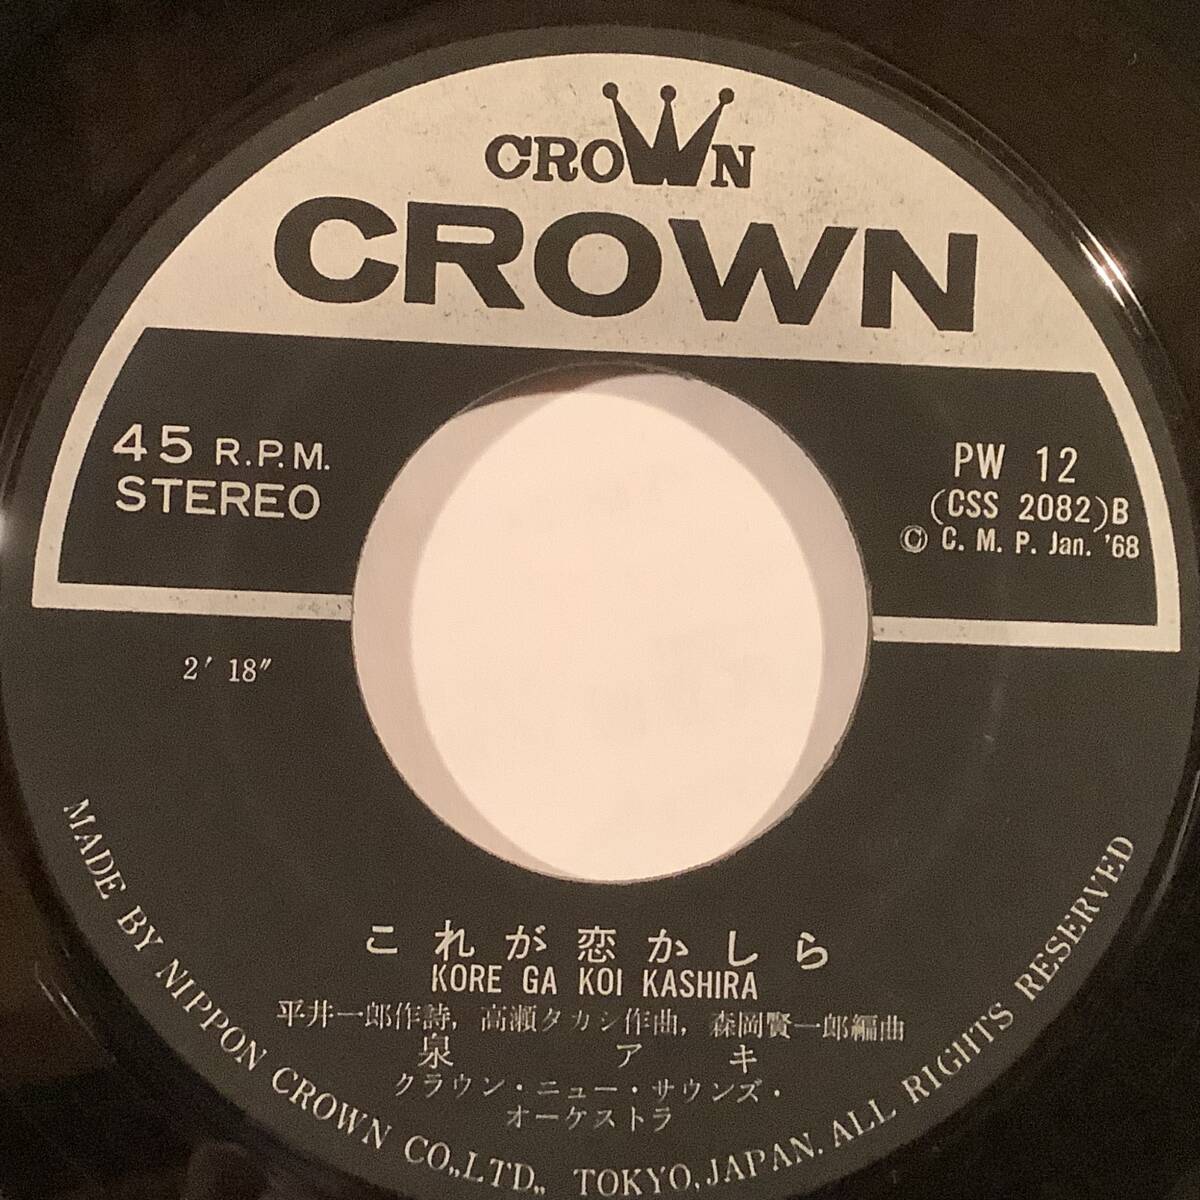 CROWN
CROWN
45 R.P.M.
STEREO
PW 12
(CSS 2082)B
Ⓒ C. M. P. Jan. '68
2′ 18″
これが恋かしら
KORE GA KOI KASHIRA
平井一郎作詩, 高瀬タカシ作曲, 森岡賢一郎編曲
泉 アキ
クラウン・ニュー・サウンズ・
オーケストラ
MADE BY NIPPON CROWN CO.,LTD., TOKYO, JAPAN. ALL RIGHTS RESERVED